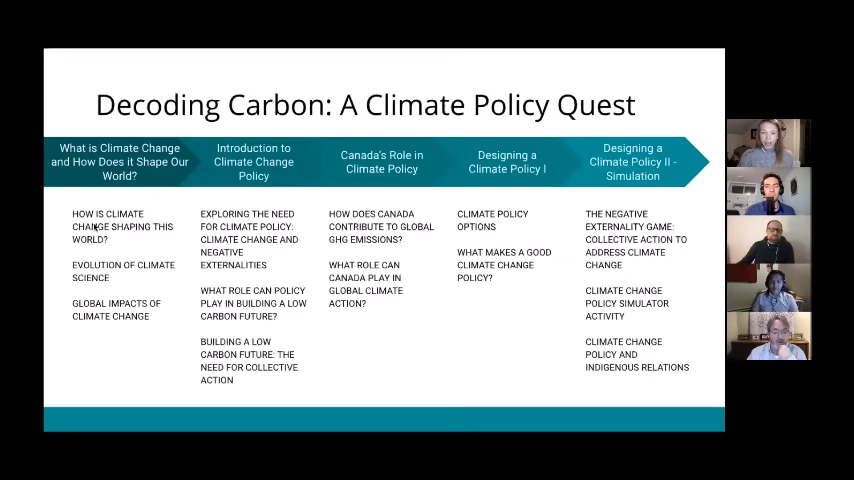 Decoding Carbon: A Climate Policy Quest
What is Climate Change
and How Does it Shape Our
World?
Introduction to
Climate Change
Policy
Canada's Role in
Climate Policy
Designing a
Climate Policy I
Designing a
Climate Policy II -
Simulation
HOW IS CLIMATE
CHANGE SHAPING THIS
WORLD?
EVOLUTION OF CLIMATE
SCIENCE
GLOBAL IMPACTS OF
CLIMATE CHANGE
EXPLORING THE NEED
FOR CLIMATE POLICY:
CLIMATE CHANGE AND
NEGATIVE
EXTERNALITIES
WHAT ROLE CAN POLICY
PLAY IN BUILDING A LOW
CARBON FUTURE?
BUILDING A LOW
CARBON FUTURE: THE
NEED FOR COLLECTIVE
ACTION
HOW DOES CANADA
CONTRIBUTE TO GLOBAL
GHG EMISSIONS?
WHAT ROLE CAN
CANADA PLAY IN
GLOBAL CLIMATE
ACTION?
CLIMATE POLICY
OPTIONS
WHAT MAKES A GOOD
CLIMATE CHANGE
POLICY?
THE NEGATIVE
EXTERNALITY GAME:
COLLECTIVE ACTION TO
ADDRESS CLIMATE
CHANGE
CLIMATE CHANGE
POLICY SIMULATOR
ACTIVITY
CLIMATE CHANGE
POLICY AND
INDIGENOUS RELATIONS